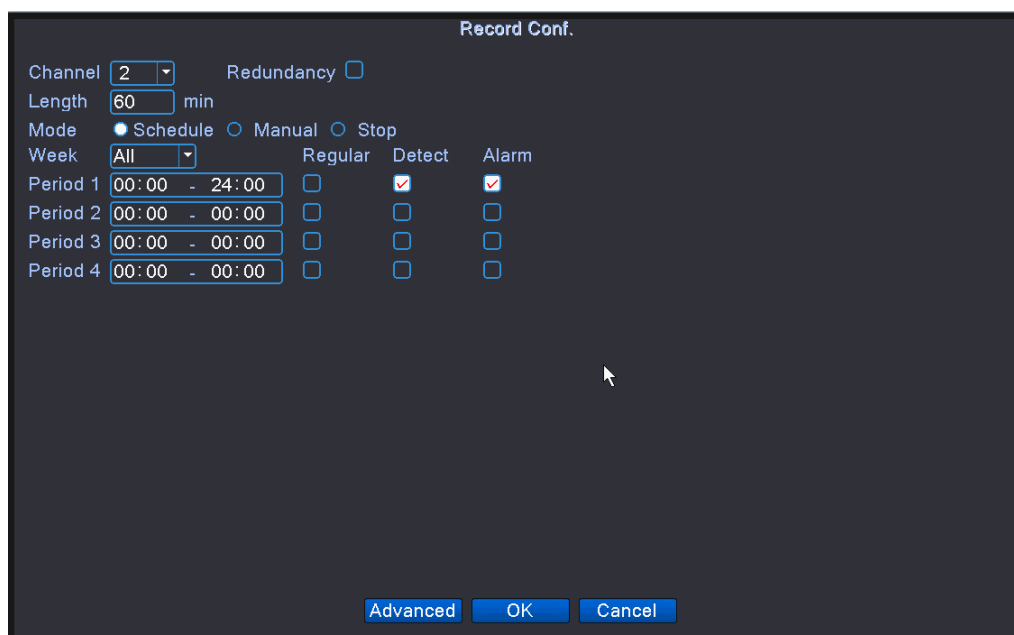 Record Conf.
Channel 2 Redundancy
Length 60 min
Mode Schedule Manual Stop
Week All Regular Detect Alarm
Period 1 00:00 - 24:00
Period 2 00:00 - 00:00
Period 3 00:00 - 00:00
Period 4 00:00 - 00:00
Advanced OK Cancel